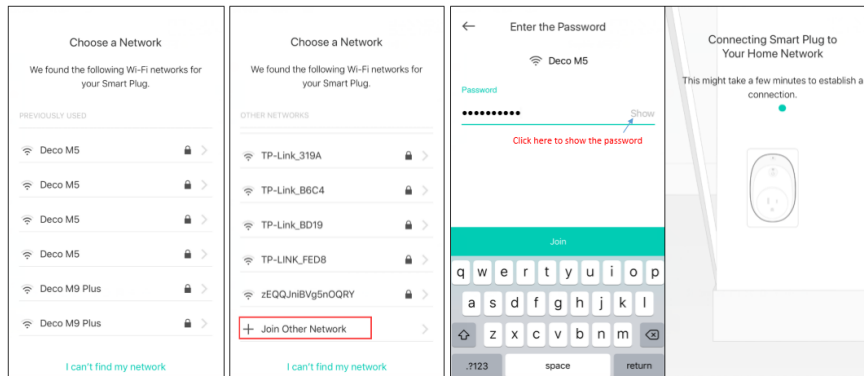 Choose a Network
We found the following Wi-Fi networks for
your Smart Plug.
PREVIOUSLY USED
Deco M5
Deco M5
Deco M5
Deco M5
Deco M9 Plus
Deco M9 Plus
I can't find my network
Choose a Network
We found the following Wi-Fi networks for
your Smart Plug.
OTHER NETWORKS
TP-Link_319A
TP-Link_B6C4
TP-Link_BD19
TP-LINK_FED8
zEQQJniBVg5nOQRY
+ Join Other Network
I can't find my network
Enter the Password
Deco M5
Password
••••••••••
Show
Click here to show the password
Join
q w e r t y u i o p
a s d f g h j k l
z x c v b n m
.?123 space return
Connecting Smart Plug to
Your Home Network
This might take a few minutes to establish a
connection.